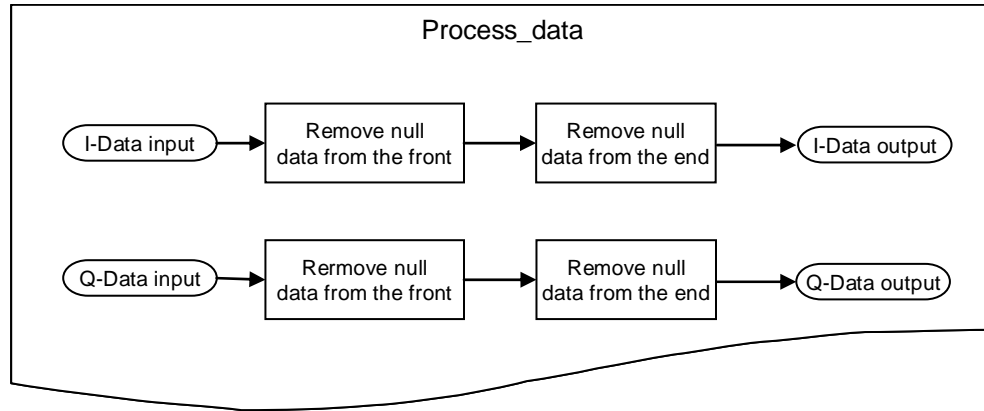 Process_data
I-Data input
Remove null
data from the front
Remove null
data from the end
I-Data output
Q-Data input
Rermove null
data from the front
Remove null
data from the end
Q-Data output